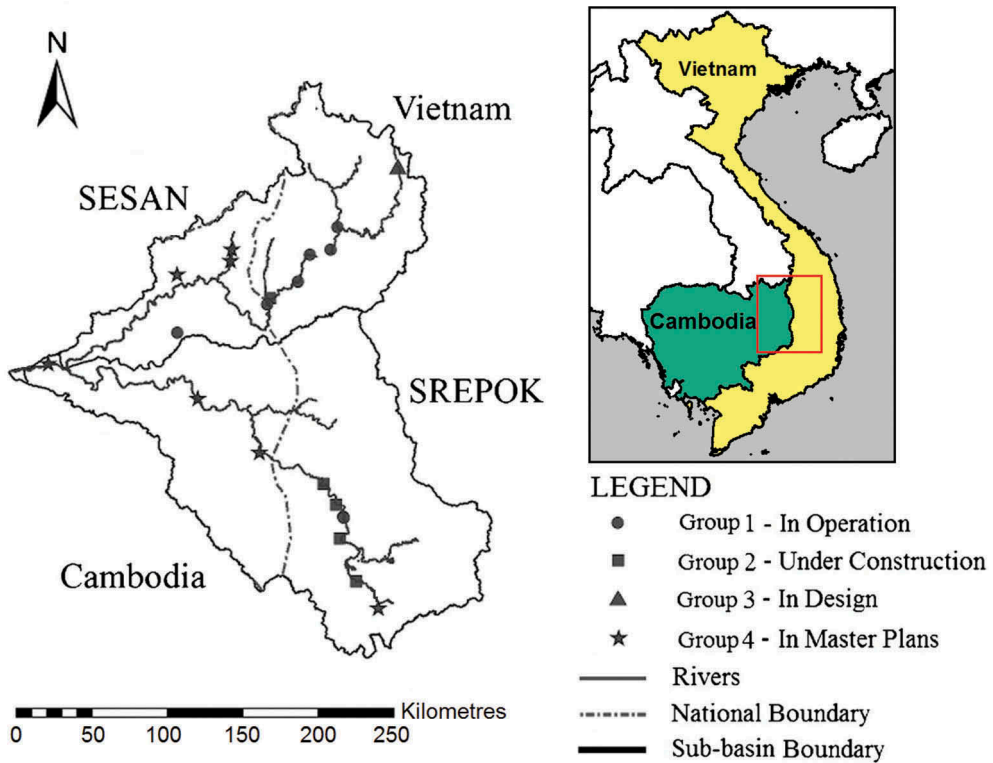 N
Vietnam
SESAN
SREPOK
Cambodia
0 50 100 150 200 250
Kilometres
Vietnam
Cambodia
LEGEND
Group 1 - In Operation
Group 2 - Under Construction
Group 3 - In Design
Group 4 - In Master Plans
Rivers
National Boundary
Sub-basin Boundary